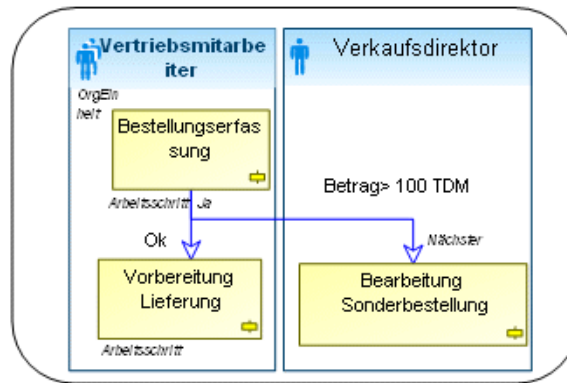 Vertriebsmitarbe
iter
OrgEin
heit
Bestellungserfas
sung
Arbeitsschritt Ja
Ok
Vorbereitung
Lieferung
Arbeitsschritt
Verkaufsdirektor
Betrag> 100 TDM
Nächster
Bearbeitung
Sonderbestellung